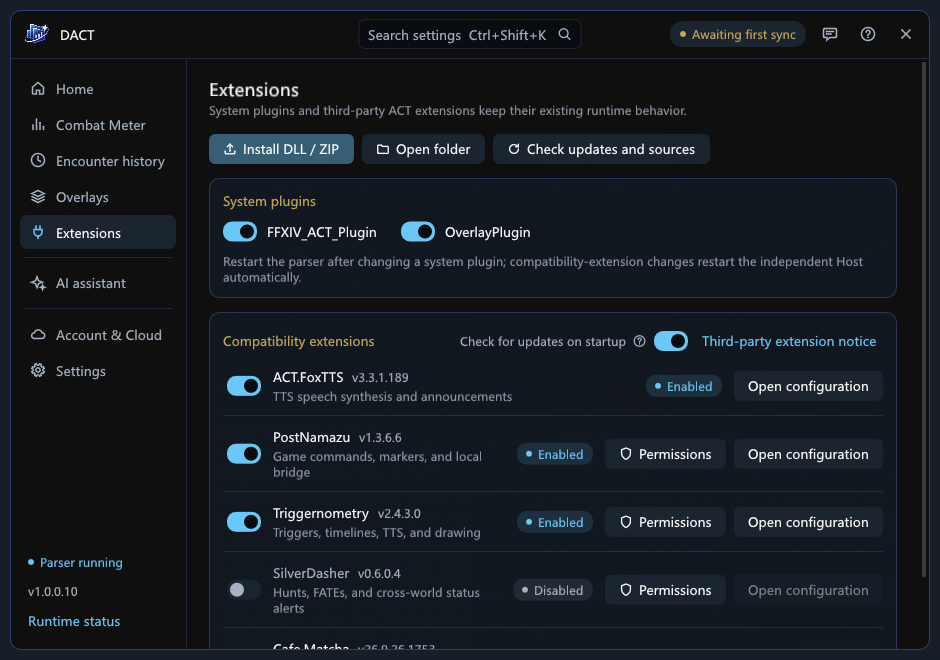 DACT
Search settings Ctrl+Shift+K
Awaiting first sync
Home
Combat Meter
Encounter history
Overlays
Extensions
AI assistant
Account & Cloud
Settings
Parser running
v1.0.0.10
Runtime status
Extensions
System plugins and third-party ACT extensions keep their existing runtime behavior.
Install DLL / ZIP
Open folder
Check updates and sources
System plugins
FFXIV_ACT_Plugin
OverlayPlugin
Restart the parser after changing a system plugin; compatibility-extension changes restart the independent Host
automatically.
Compatibility extensions
Check for updates on startup
Third-party extension notice
ACT.FoxTTS v3.3.1.189
TTS speech synthesis and announcements
Enabled
Open configuration
PostNamazu v1.3.6.6
Game commands, markers, and local
bridge
Enabled
Permissions
Open configuration
Triggernometry v2.4.3.0
Triggers, timelines, TTS, and drawing
Enabled
Permissions
Open configuration
SilverDasher v0.6.0.4
Hunts, FATEs, and cross-world status
alerts
Disabled
Permissions
Open configuration
Cafe.Matcha v26.9.26.1753